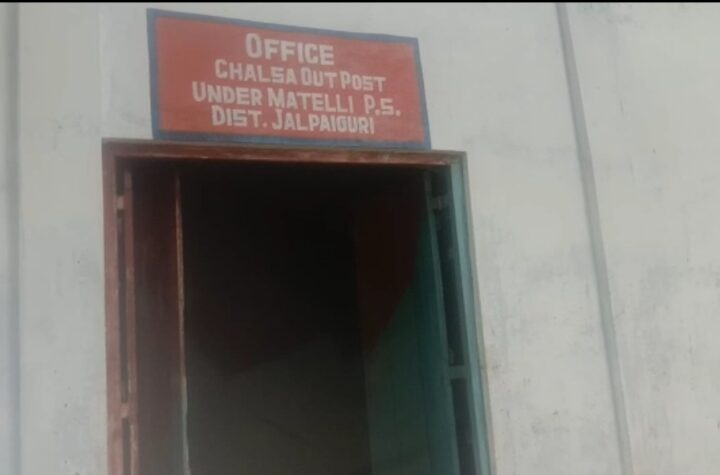 OFFICE
CHALSA OUT POST
UNDER MATELLI P.S.
DIST. JALPAIGURI